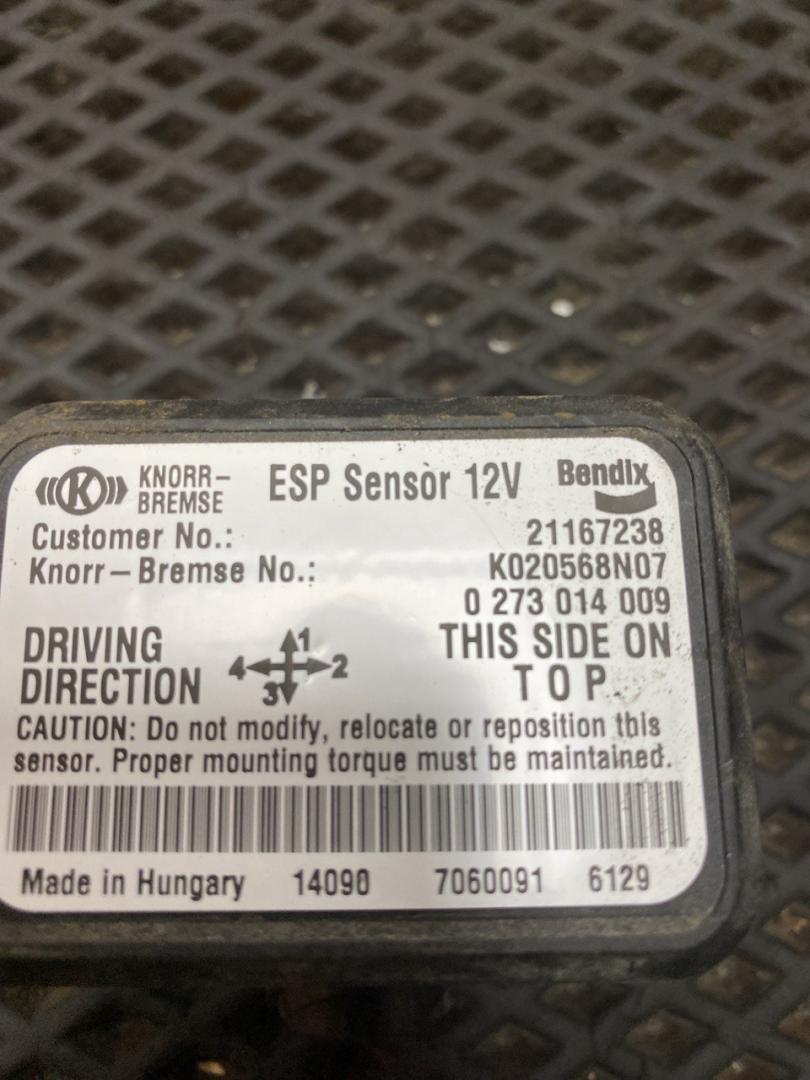 K KNORR-BREMSE ESP Sensor 12V Bendix
Customer No.: 21167238
Knorr-Bremse No.: K020568N07
0 273 014 009
DRIVING DIRECTION 1 2 3 4 THIS SIDE ON TOP
CAUTION: Do not modify, relocate or reposition this
sensor. Proper mounting torque must be maintained.
Made in Hungary 14090 7060091 6129